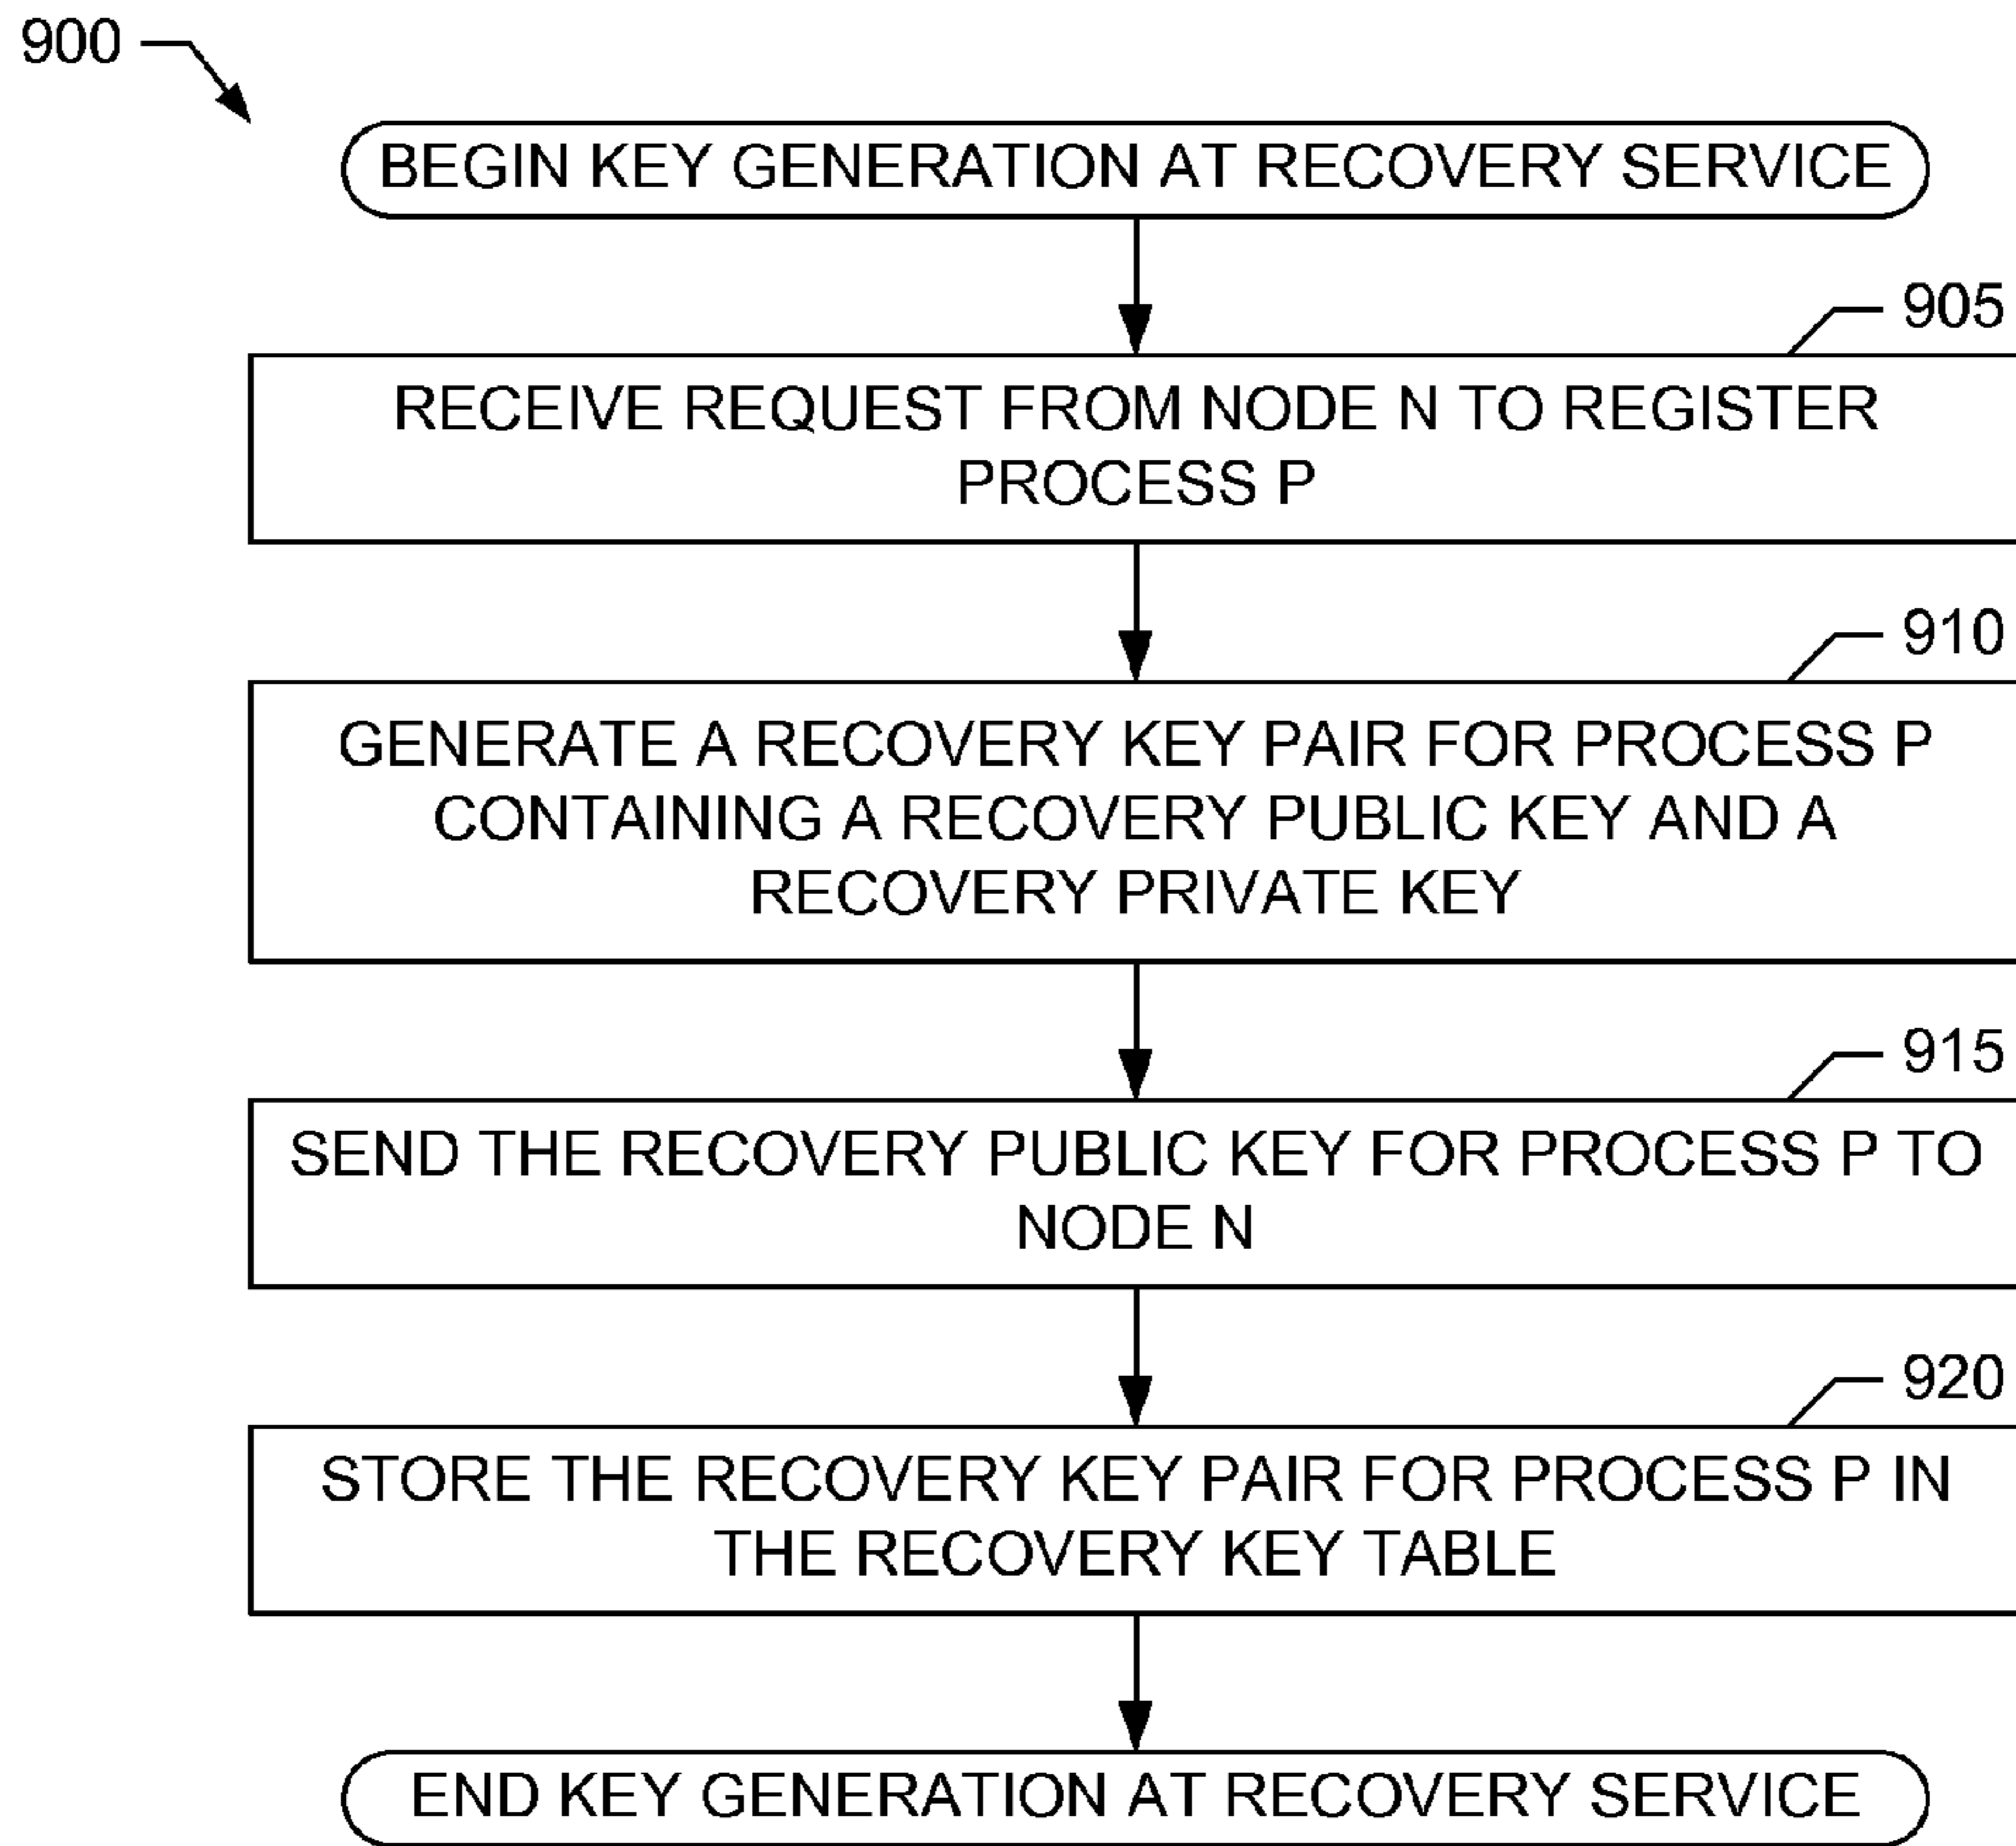 900
BEGIN KEY GENERATION AT RECOVERY SERVICE
905
RECEIVE REQUEST FROM NODE N TO REGISTER
PROCESS P
910
GENERATE A RECOVERY KEY PAIR FOR PROCESS P
CONTAINING A RECOVERY PUBLIC KEY AND A
RECOVERY PRIVATE KEY
915
SEND THE RECOVERY PUBLIC KEY FOR PROCESS P TO
NODE N
920
STORE THE RECOVERY KEY PAIR FOR PROCESS P IN
THE RECOVERY KEY TABLE
END KEY GENERATION AT RECOVERY SERVICE